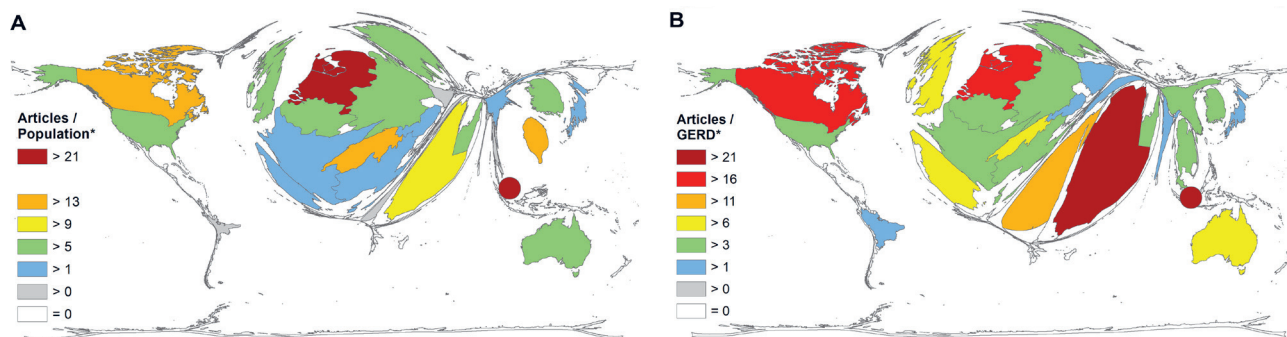 A
Articles /
Population*
> 21
> 13
> 9
> 5
> 1
> 0
= 0
B
Articles /
GERD*
> 21
> 16
> 11
> 6
> 3
> 1
> 0
= 0